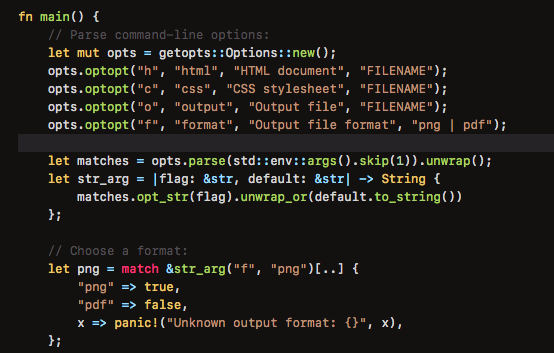 fn main() {
    // Parse command-line options:
    let mut opts = getopts::Options::new();
    opts.optopt("h", "html", "HTML document", "FILENAME");
    opts.optopt("c", "css", "CSS stylesheet", "FILENAME");
    opts.optopt("o", "output", "Output file", "FILENAME");
    opts.optopt("f", "format", "Output file format", "png | pdf");
    let matches = opts.parse(std::env::args().skip(1)).unwrap();
    let str_arg = |flag: &str, default: &str| -> String {
        matches.opt_str(flag).unwrap_or(default.to_string())
    };
    // Choose a format:
    let png = match &str_arg("f", "png")[..] {
        "png" => true,
        "pdf" => false,
        x => panic!("Unknown output format: {}", x),
    };